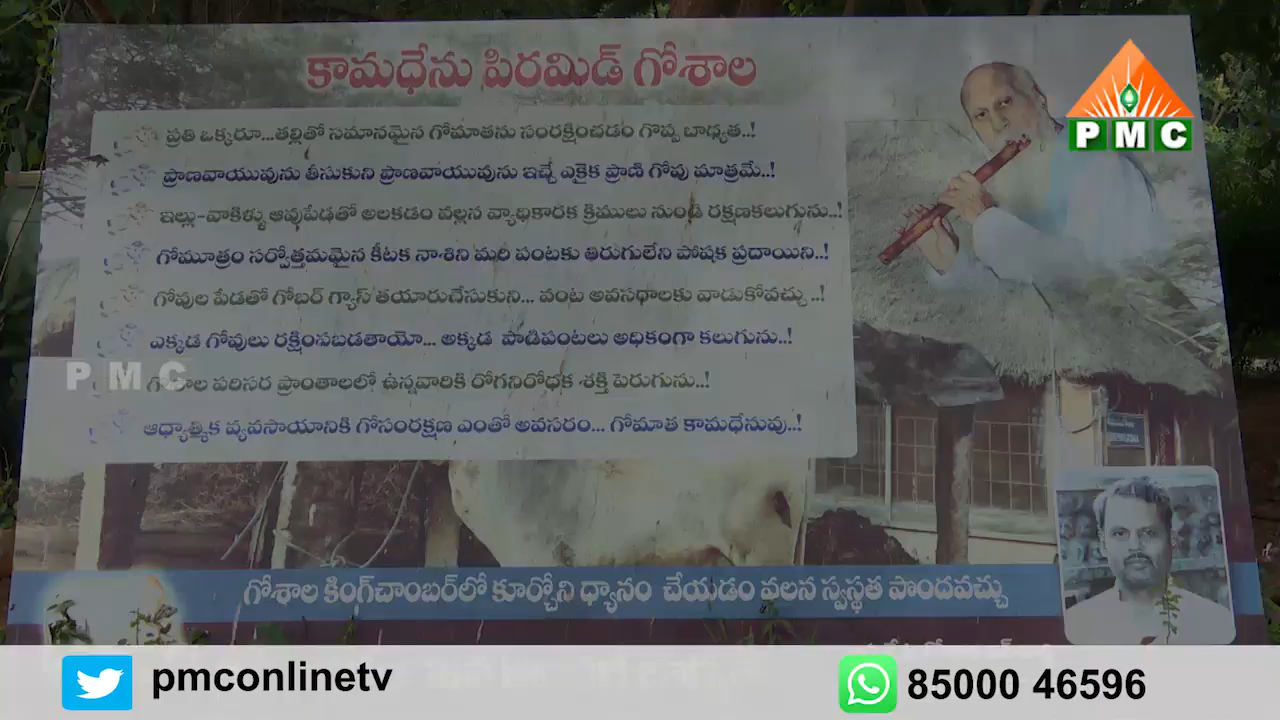 కామధేను పిరమిడ్ గోశాల
PMC
ప్రతి ఒక్కరూ...తల్లితో సమానమైన గోమాతను సంరక్షించడం గొప్ప బాధ్యత..!
ప్రాణవాయువును తీసుకుని ప్రాణవాయువును ఇచ్చే ఎకైక ప్రాణి గోవు మాత్రమే..!
ఇల్లు-వాకిళ్ళు ఆవుపేడతో అలకడం వల్లన వ్యాధికారక క్రిములు నుండి రక్షణకలుగును..!
గోమూత్రం సర్వోత్తమమైన కీటక నాశిని మరి పంటకు తిరుగులేని పోషక ప్రదాయిని..!
గోవుల పేడతో గోబర్ గ్యాస్ తయారుచేసుకుని... వంట అవసథాలకు వాడుకోవచ్చు..!
ఎక్కడ గోవులు రక్షింపబడతాయో... అక్కడ పాడిపంటలు అధికంగా కలుగును..!
PMC
గోశాల పరిసర ప్రాంతాలలో ఉన్నవారికి రోగనిరోధక శక్తి పెరుగును..!
ఆధ్యాత్మిక వ్యవసాయానికి గోసంరక్షణ ఎంతో అవసరం... గోమాత కామధేనువు..!
గోశాల కింగ్‌చాంబర్‌లో కూర్చోని ధ్యానం చేయడం వలన స్వస్థత పొందవచ్చు
pmconlinetv
85000 46596